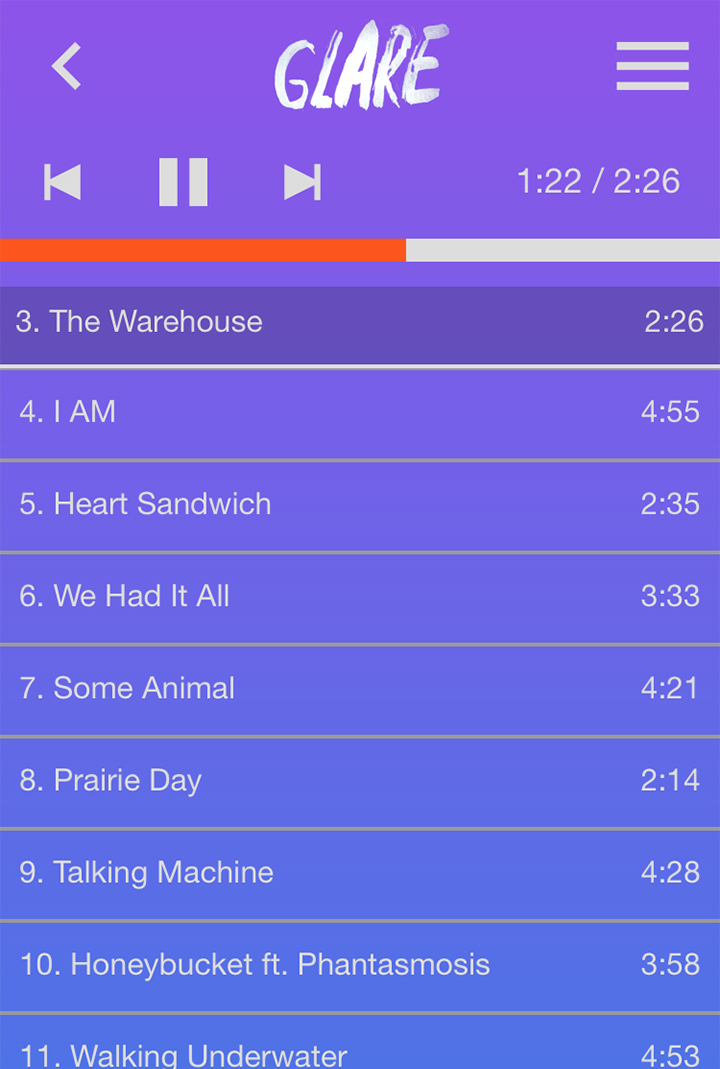 GLARE
1:22 / 2:26
3. The Warehouse 2:26
4. I AM 4:55
5. Heart Sandwich 2:35
6. We Had It All 3:33
7. Some Animal 4:21
8. Prairie Day 2:14
9. Talking Machine 4:28
10. Honeybucket ft. Phantasmosis 3:58
11. Walking Underwater 4:53